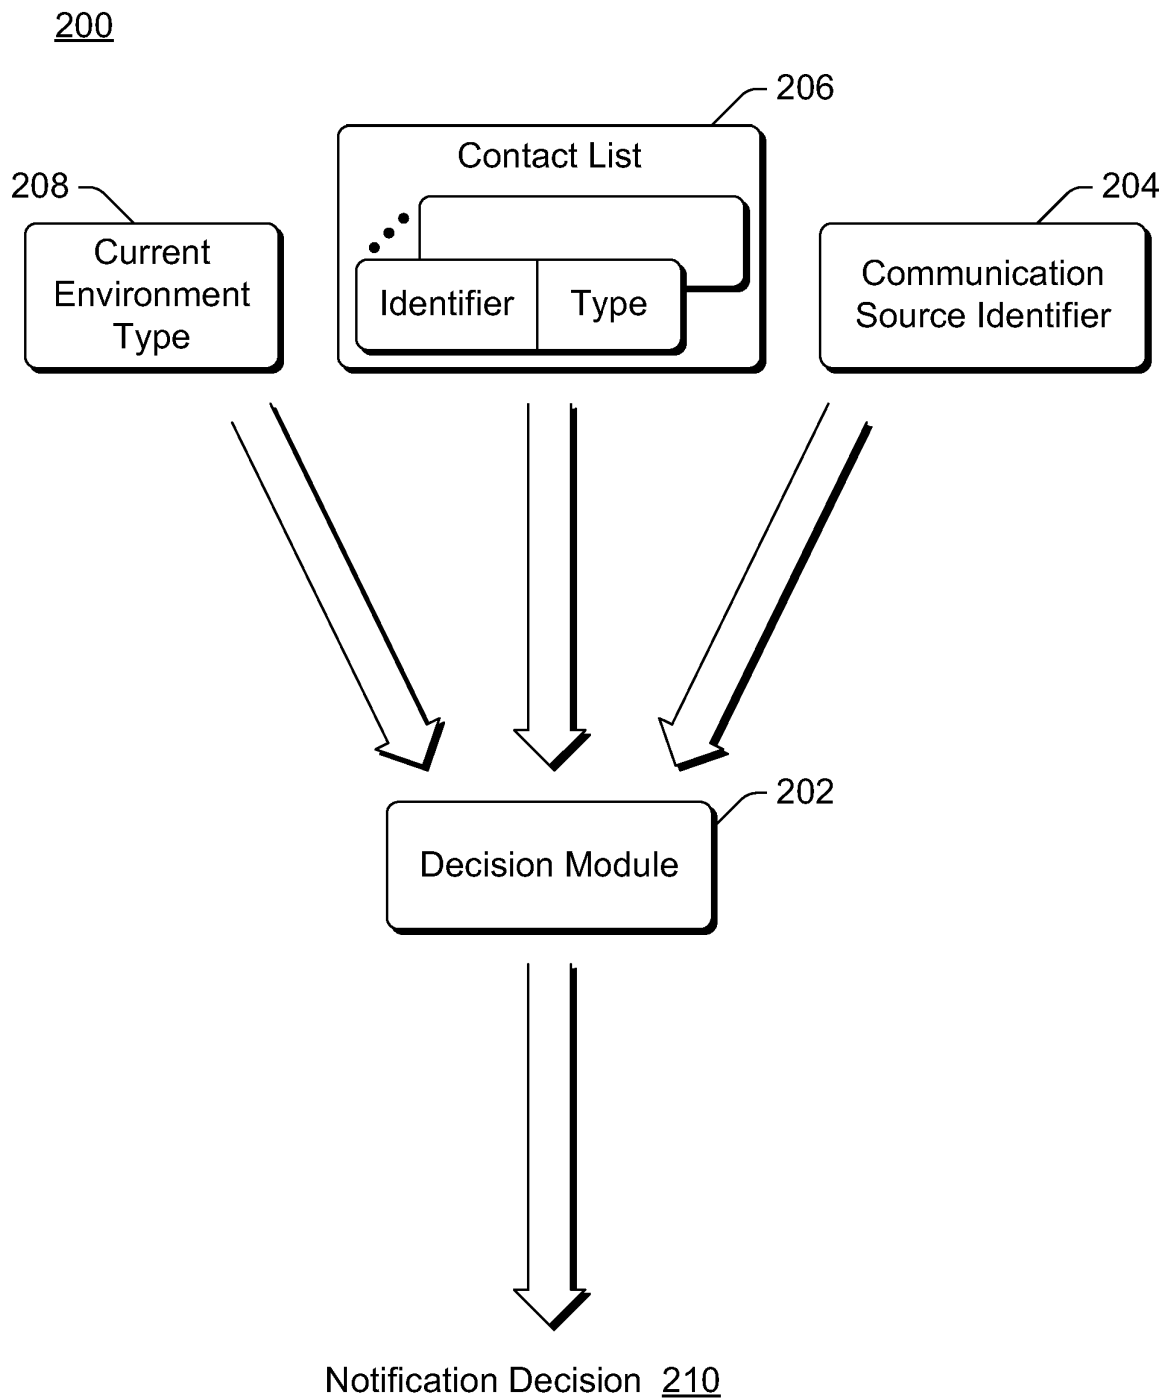 200
206
Contact List
208
204
Current
Environment
Type
Identifier
Type
Communication
Source Identifier
202
Decision Module
Notification Decision 210